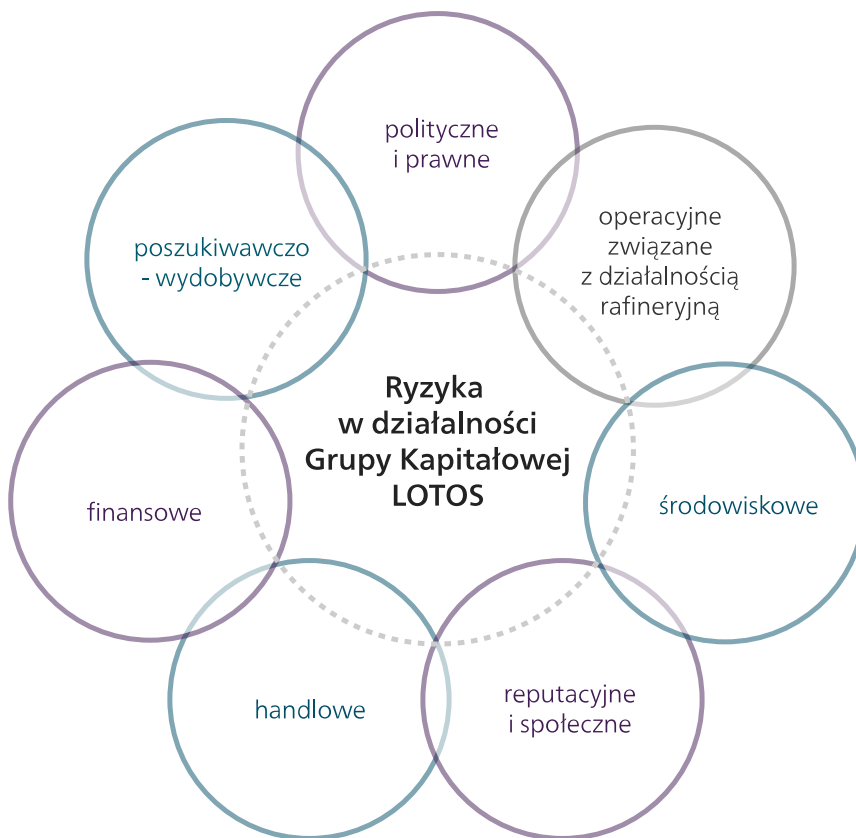 polityczne
i prawne
operacyjne
związane
z działalnością
rafineryjną
poszukiwawczo
- wydobywcze
Ryzyka
w działalności
Grupy Kapitałowej
LOTOS
środowiskowe
finansowe
reputacyjne
i społeczne
handlowe